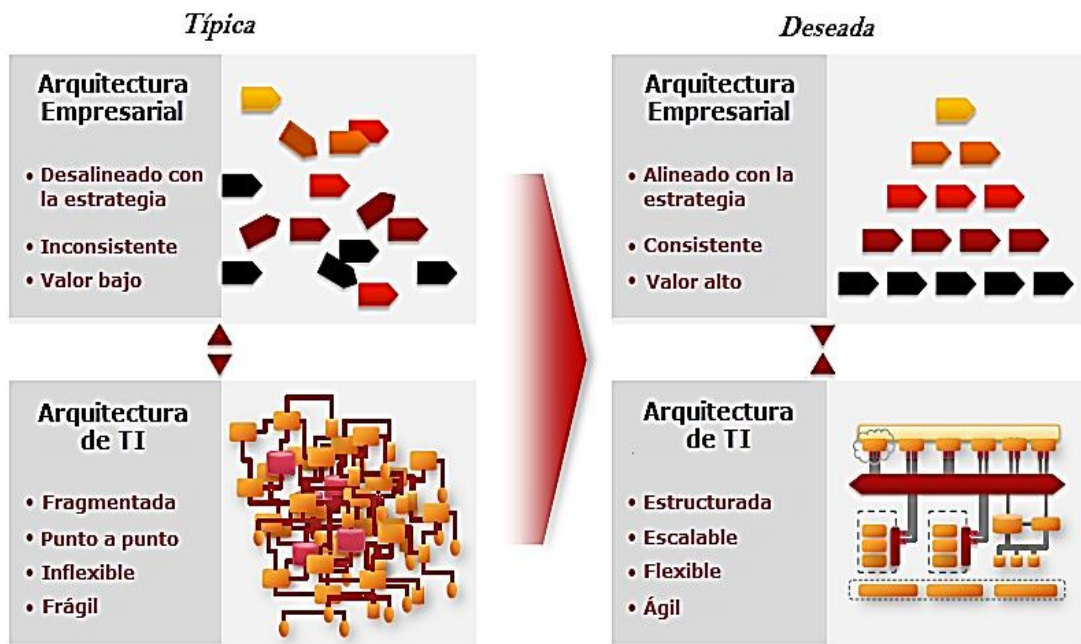 Típica
Arquitectura
Empresarial
• Desalineado con
la estrategia
• Inconsistente
• Valor bajo
Arquitectura
de TI
• Fragmentada
• Punto a punto
• Inflexible
• Frágil
Deseada
Arquitectura
Empresarial
• Alineado con la
estrategia
• Consistente
• Valor alto
Arquitectura
de TI
• Estructurada
• Escalable
• Flexible
• Ágil